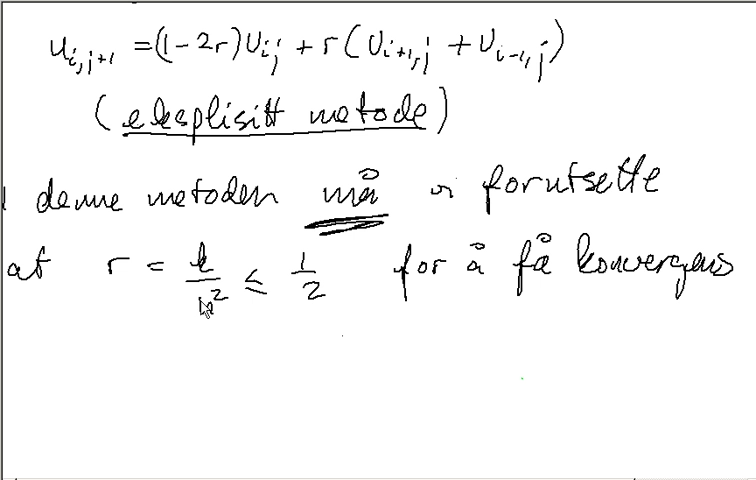 u_{i,j+1} = (1-2r)u_{ij} + r(u_{i+1,j} + u_{i-1,j})
(eksplisitt metode)
I denne metoden må vi forutsette
at r = k/h² ≤ 1/2 for å få konvergens